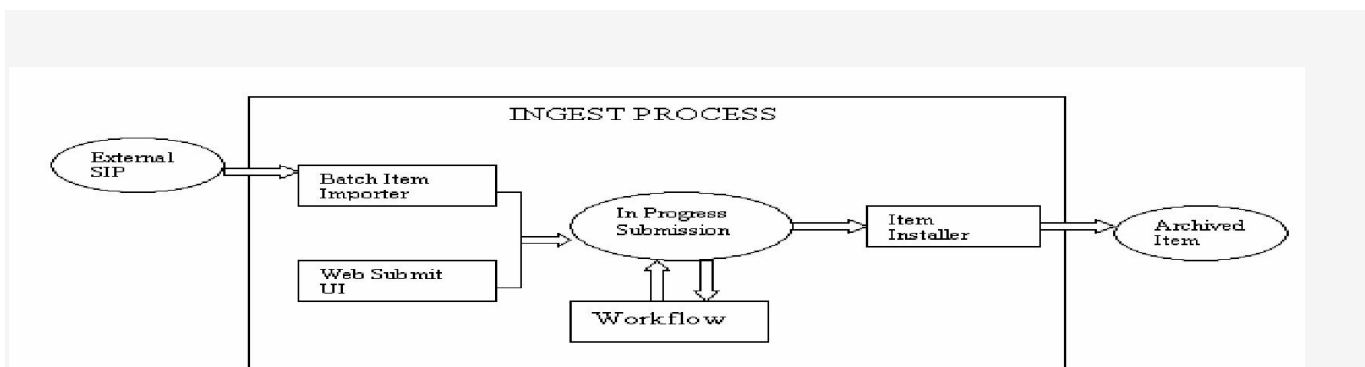 INGEST PROCESS
External
SIP
Batch Item
Importer
In Progress
Submission
Item
Installer
Archived
Item
Web Submit
UI
Workflow